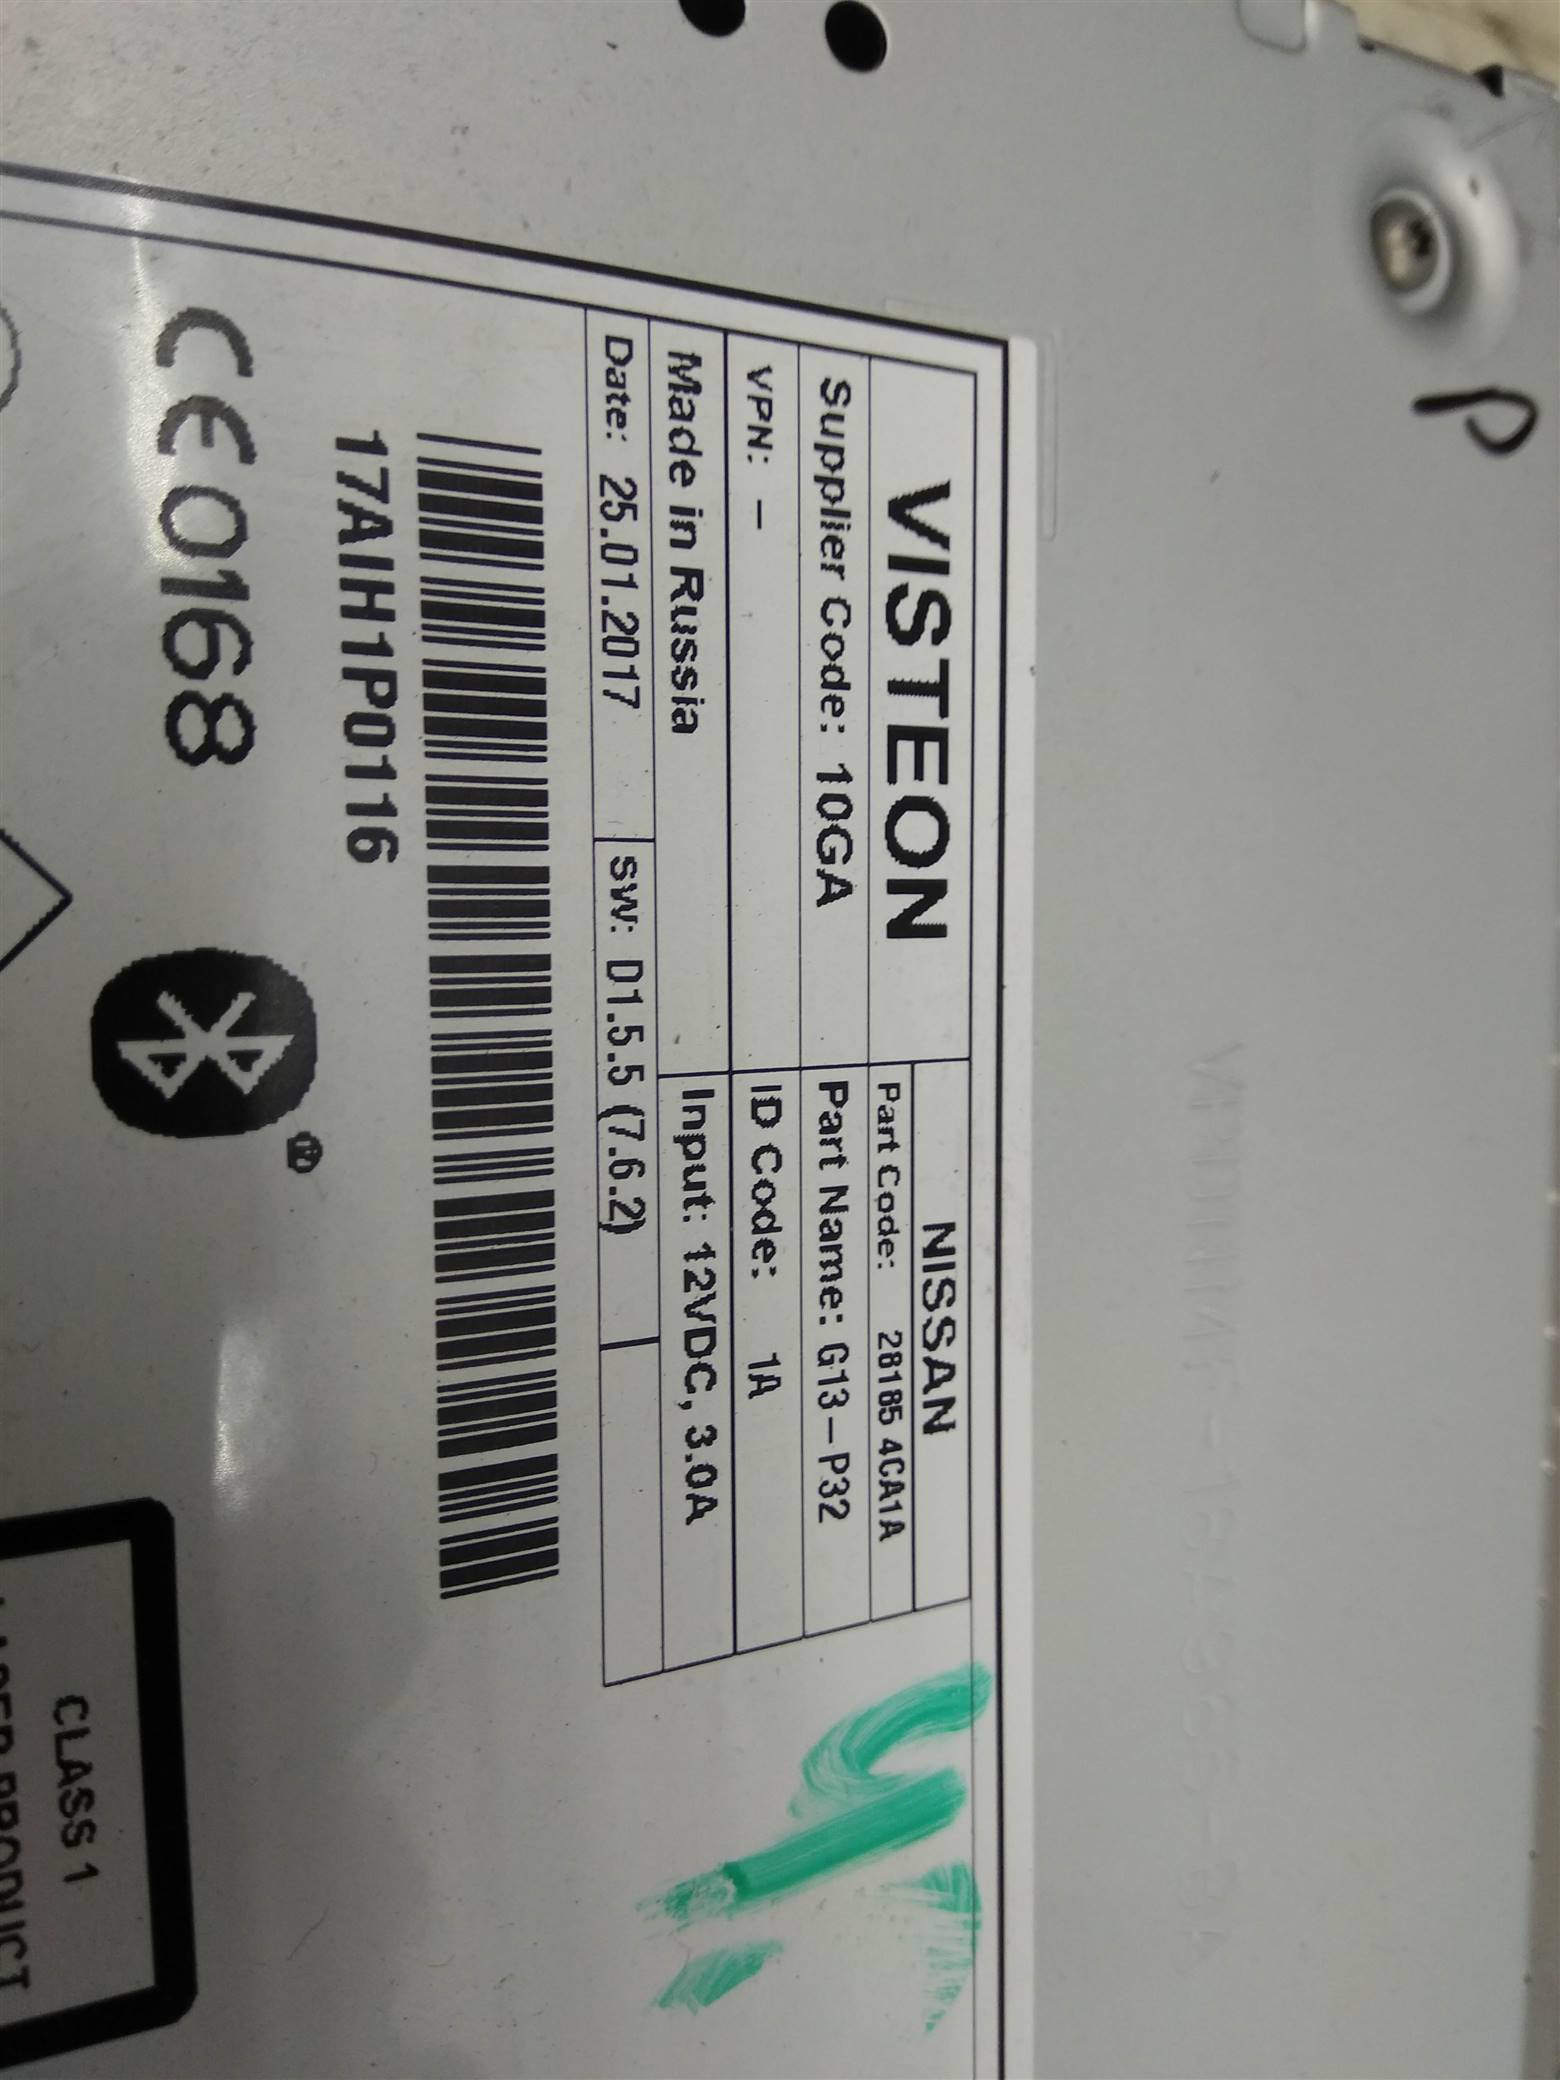 VISTEON
NISSAN
Part Code: 28185 4CA1A
Supplier Code: 10GA
Part Name: G13-P32
VPN: -
ID Code: 1A
Made in Russia
Input: 12VDC, 3.0A
Date: 25.01.2017
SW: D1.5.5 (7.6.2)
17AIH1P0116
CE0168
CLASS 1
LASER PRODUCT
P